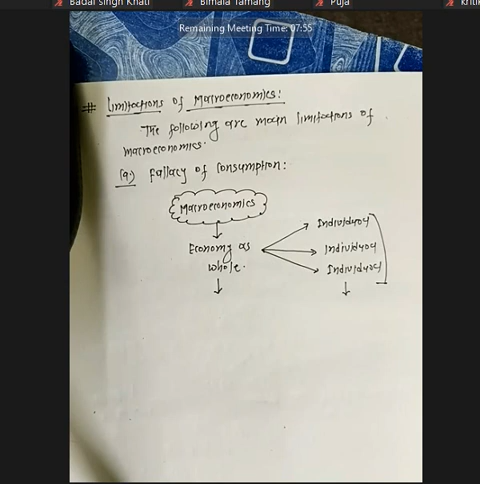 Badal singh Khati
Bimala Tamang
Puja
kriti
Remaining Meeting Time: 07:55
# Limitations of Macroeconomics:
The following are main limitations of
macroeconomics.
(a.) Fallacy of Consumption:
Macroeconomics
Economy as
whole.
Individual
Individual
Individual